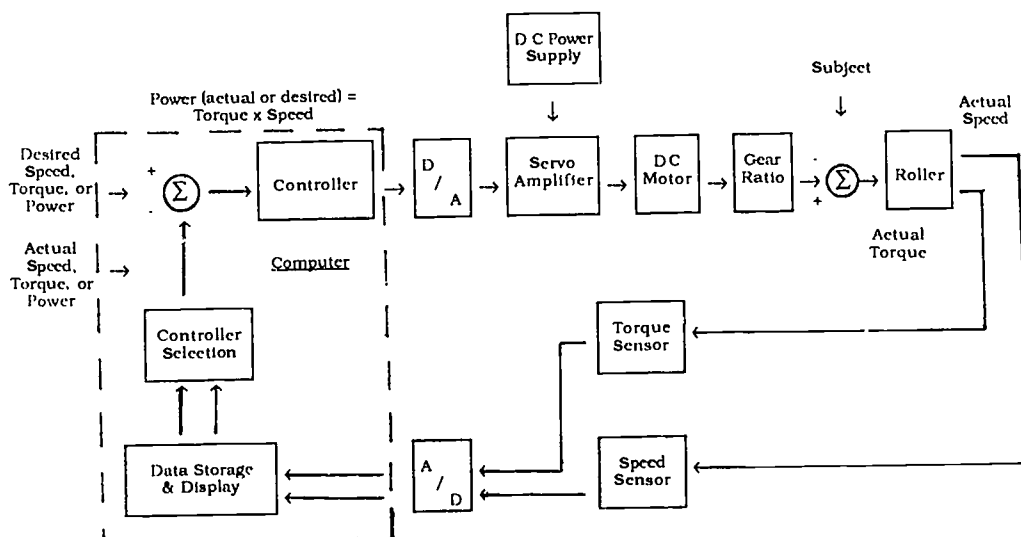 D C Power
Supply
Subject
Power (actual or desired) =
Torque x Speed
Actual
Speed
Desired
Speed,
Torque, or
Power
+
-
Σ
Controller
D
/
A
Servo
Amplifier
DC
Motor
Gear
Ratio
-
+
Σ
Roller
Actual
Torque
Actual
Speed,
Torque, or
Power
Computer
Controller
Selection
Torque
Sensor
Data Storage
& Display
A
/
D
Speed
Sensor